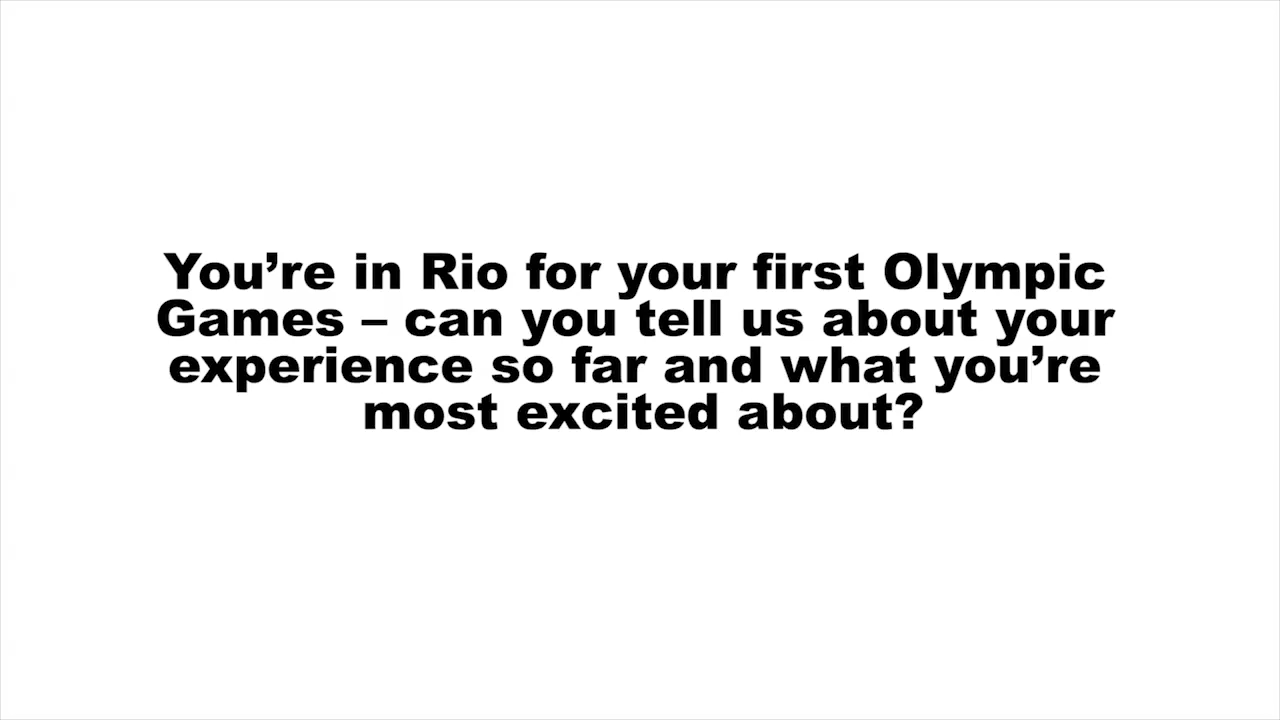 You’re in Rio for your first Olympic
Games – can you tell us about your
experience so far and what you’re
most excited about?